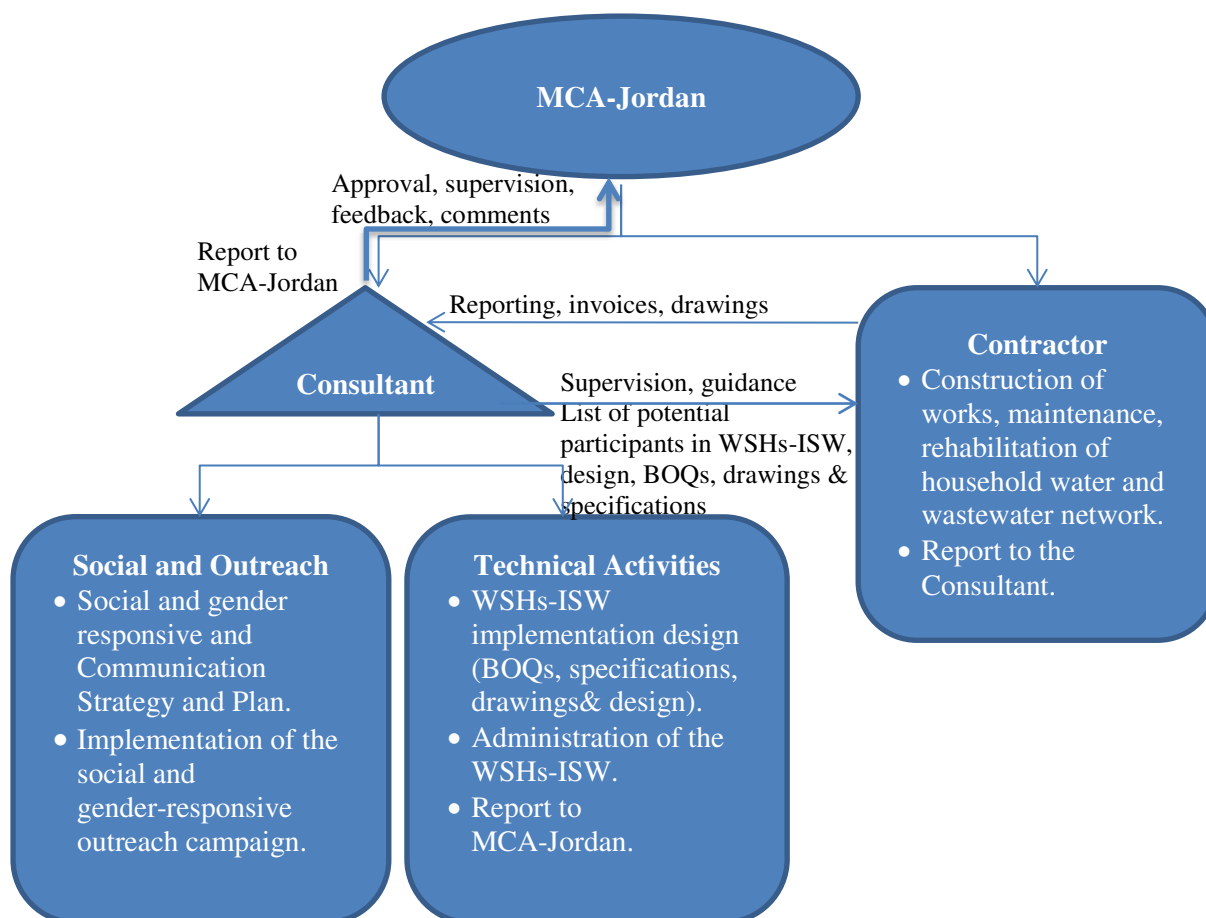 MCA-Jordan
Approval, supervision,
feedback, comments
Report to
MCA-Jordan
Reporting, invoices, drawings
Consultant
Supervision, guidance
List of potential
participants in WSHs-ISW,
design, BOQs, drawings &
specifications
Contractor
• Construction of
works, maintenance,
rehabilitation of
household water and
wastewater network.
• Report to the
Consultant.
Social and Outreach
• Social and gender
responsive and
Communication
Strategy and Plan.
• Implementation of the
social and
gender-responsive
outreach campaign.
Technical Activities
• WSHs-ISW
implementation design
(BOQs, specifications,
drawings& design).
• Administration of the
WSHs-ISW.
• Report to
MCA-Jordan.